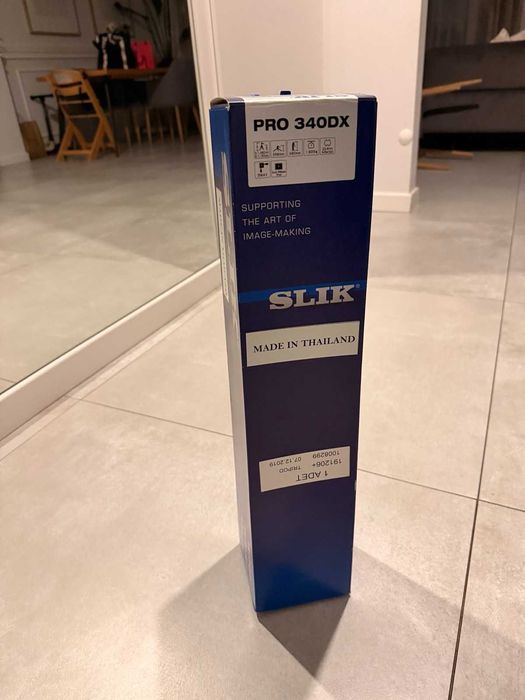 PRO 340DX
SUPPORTING
THE ART OF
IMAGE-MAKING
SLIK®
MADE IN THAILAND
1 ADET
191206+ TRIPOD
1008299 07.12.2019